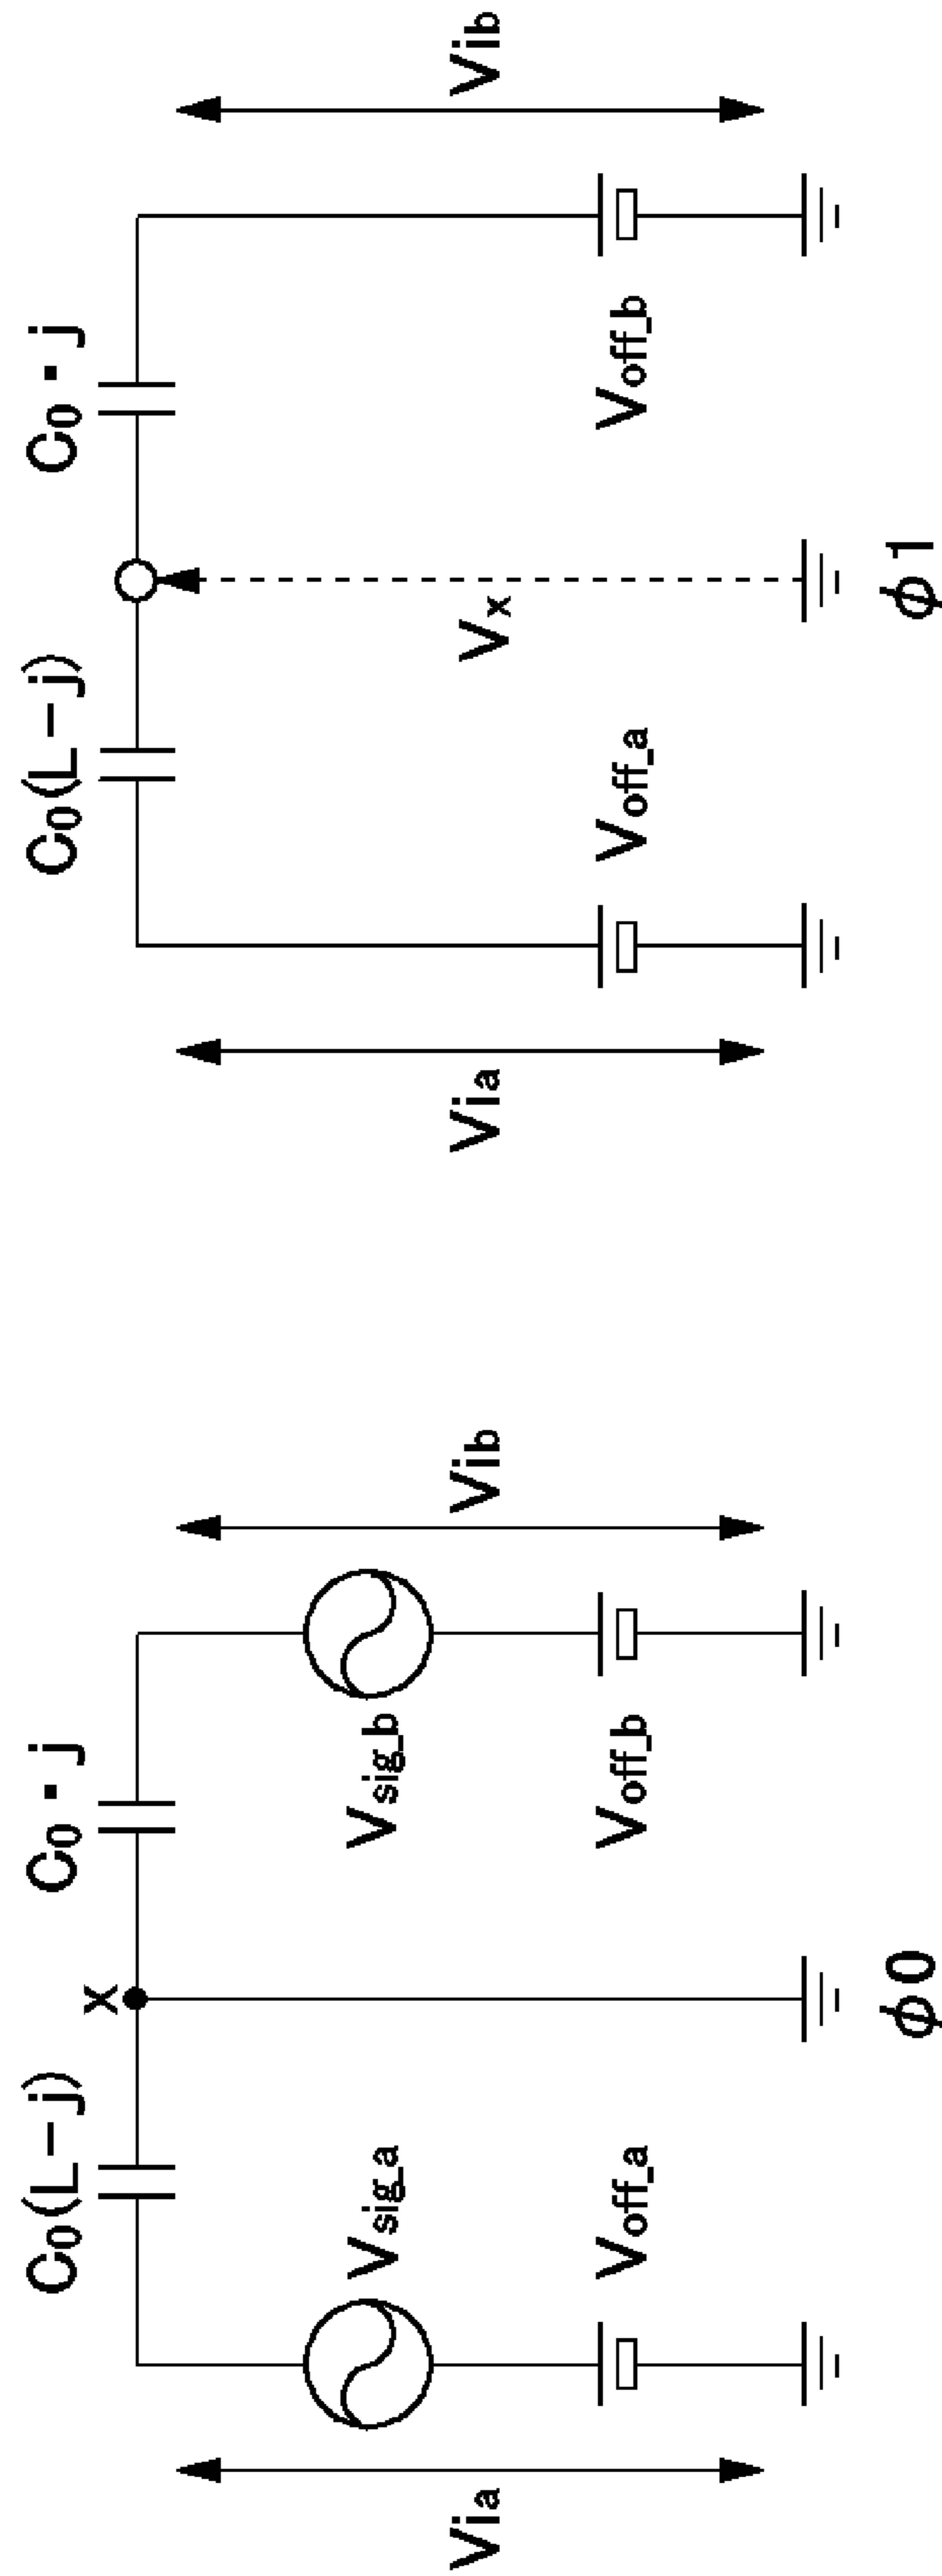 C₀(L−j)
x
C₀・j
Via
Vsig_a
Vsig_b
Vib
Voff_a
Voff_b
φ0
C₀(L−j)
C₀・j
Via
Vx
Vib
Voff_a
Voff_b
φ1